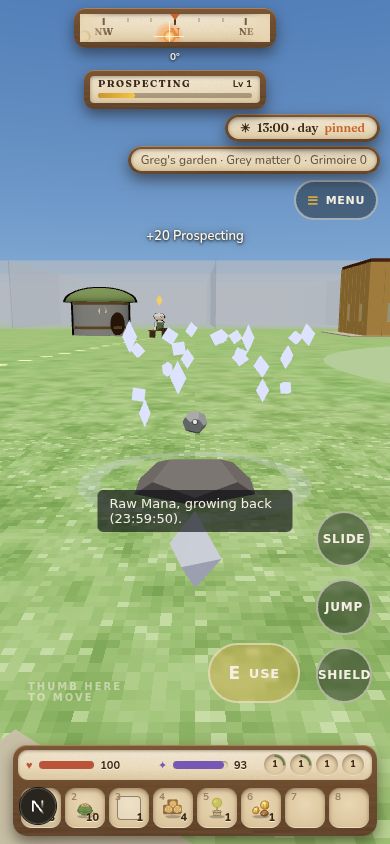 NW N NE
0°
PROSPECTING Lv 1
☀ 13:00 · day pinned
Greg's garden · Grey matter 0 · Grimoire 0
≡ MENU
+20 Prospecting
Raw Mana, growing back
(23:59:50).
SLIDE
JUMP
E USE
SHIELD
THUMB HERE
TO MOVE
♥ 100 ✦ 93 1 1 1 1
N 2 10 3 1 4 4 5 1 6 1 7 8